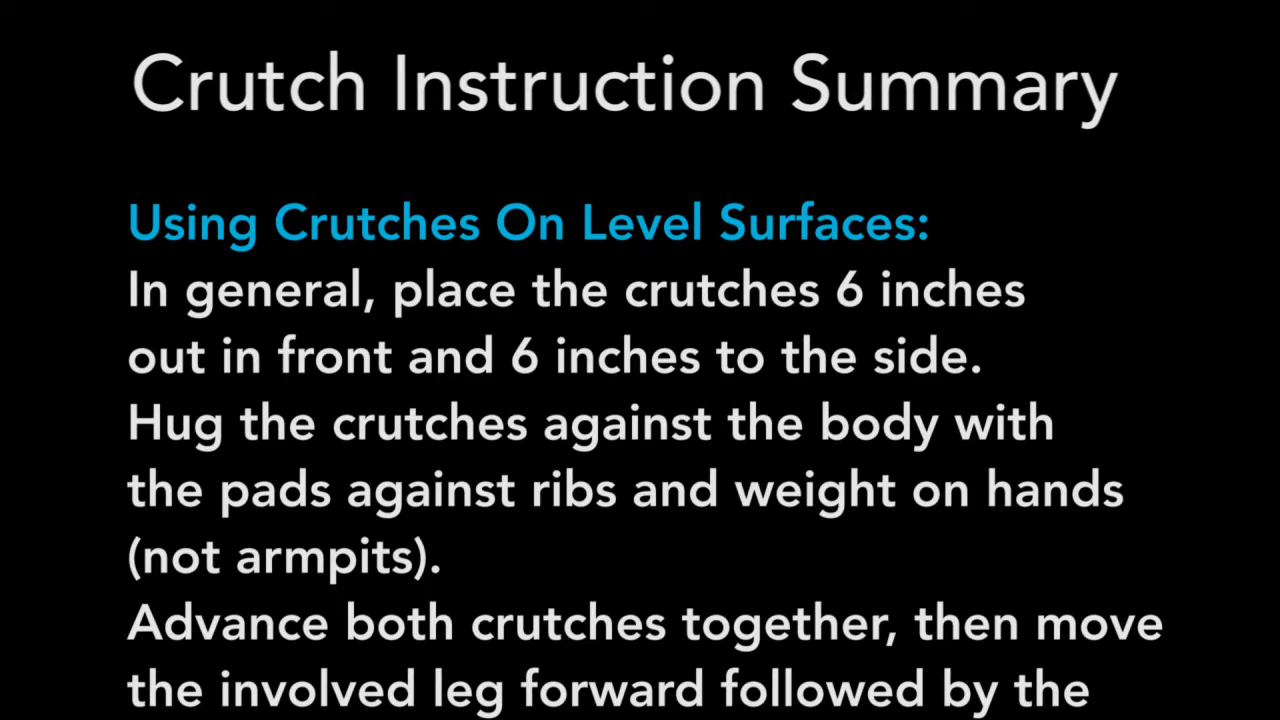 Crutch Instruction Summary
Using Crutches On Level Surfaces:
In general, place the crutches 6 inches
out in front and 6 inches to the side.
Hug the crutches against the body with
the pads against ribs and weight on hands
(not armpits).
Advance both crutches together, then move
the involved leg forward followed by the